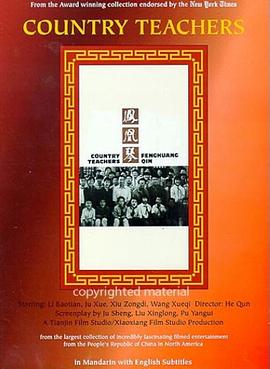 From the Award winning collection endorsed by the New York Times
COUNTRY TEACHERS
鳳
凰
琴
COUNTRY TEACHERS FENGHUANG QIN
Starring: LI Baotian, Ju Xue, Xiu Zongdi, Wang Xueqi Director: He Qun
copyrighted material
Screenplay by Ju Sheng, Liu Xinglong, Pu Yangui
A Tianjin Film Studio/Xiaoxiang Film Studio Production
from the largest collection of incredibly fascinating filmed entertainment
from the People's Republic of China in North America
in Mandarin with English Subtitles